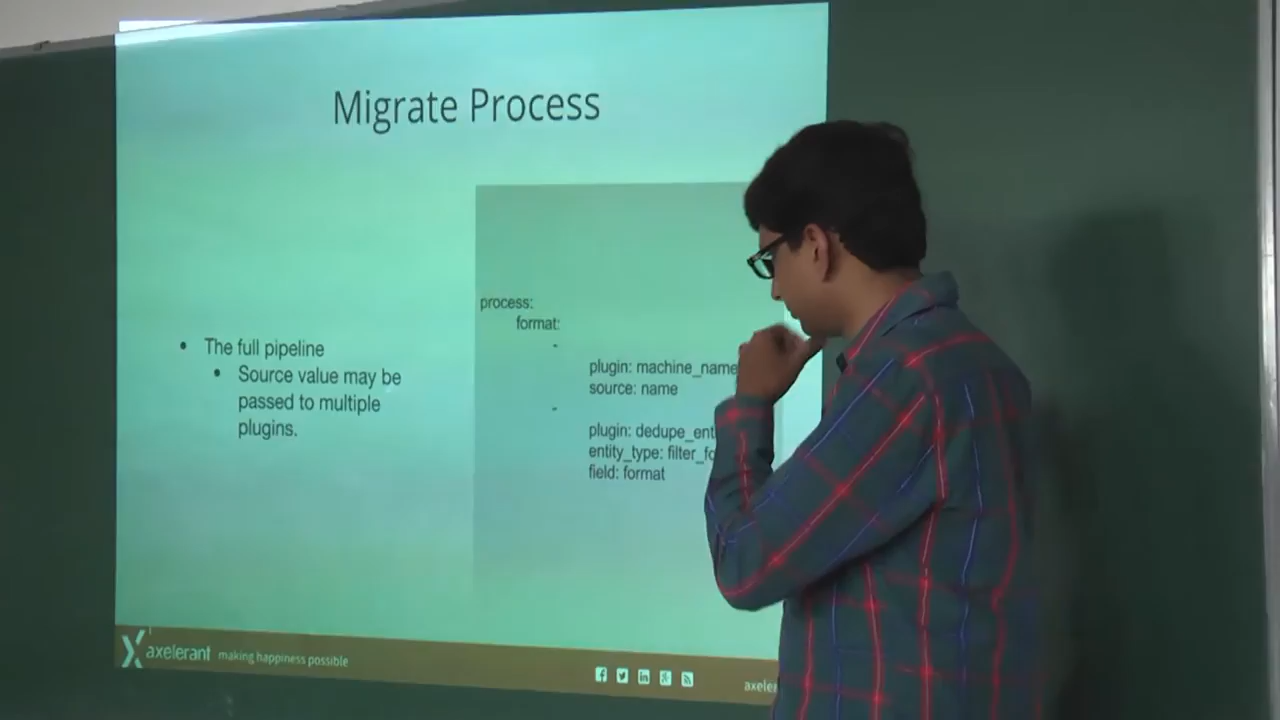 Migrate Process
• The full pipeline
• Source value may be
passed to multiple
plugins.
process:
format:
-
plugin: machine_name
source: name
-
plugin: dedupe_ent
entity_type: filter_fo
field: format
axelerant making happiness possible
axeler